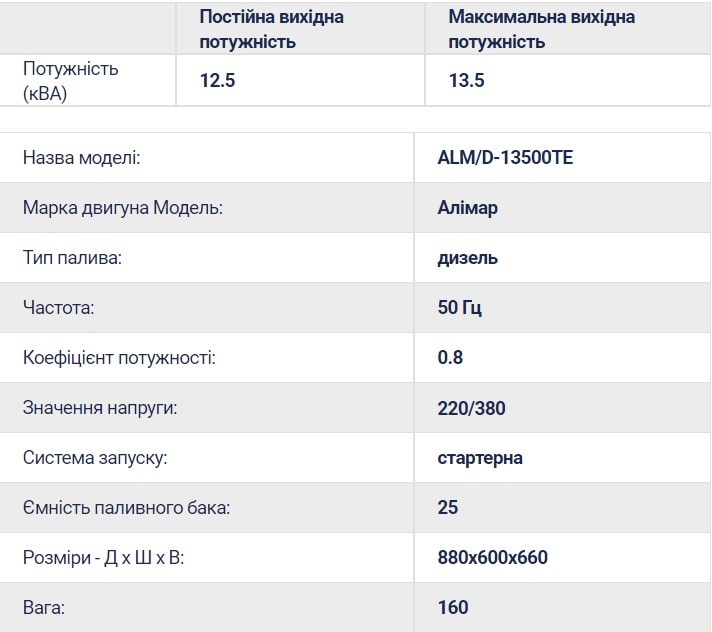 Постійна вихідна потужність Максимальна вихідна потужність
Потужність (кВА) 12.5 13.5
Назва моделі: ALM/D-13500TE
Марка двигуна Модель: Алімар
Тип палива: дизель
Частота: 50 Гц
Коефіцієнт потужності: 0.8
Значення напруги: 220/380
Система запуску: стартерна
Ємність паливного бака: 25
Розміри - Д х Ш х В: 880х600х660
Вага: 160